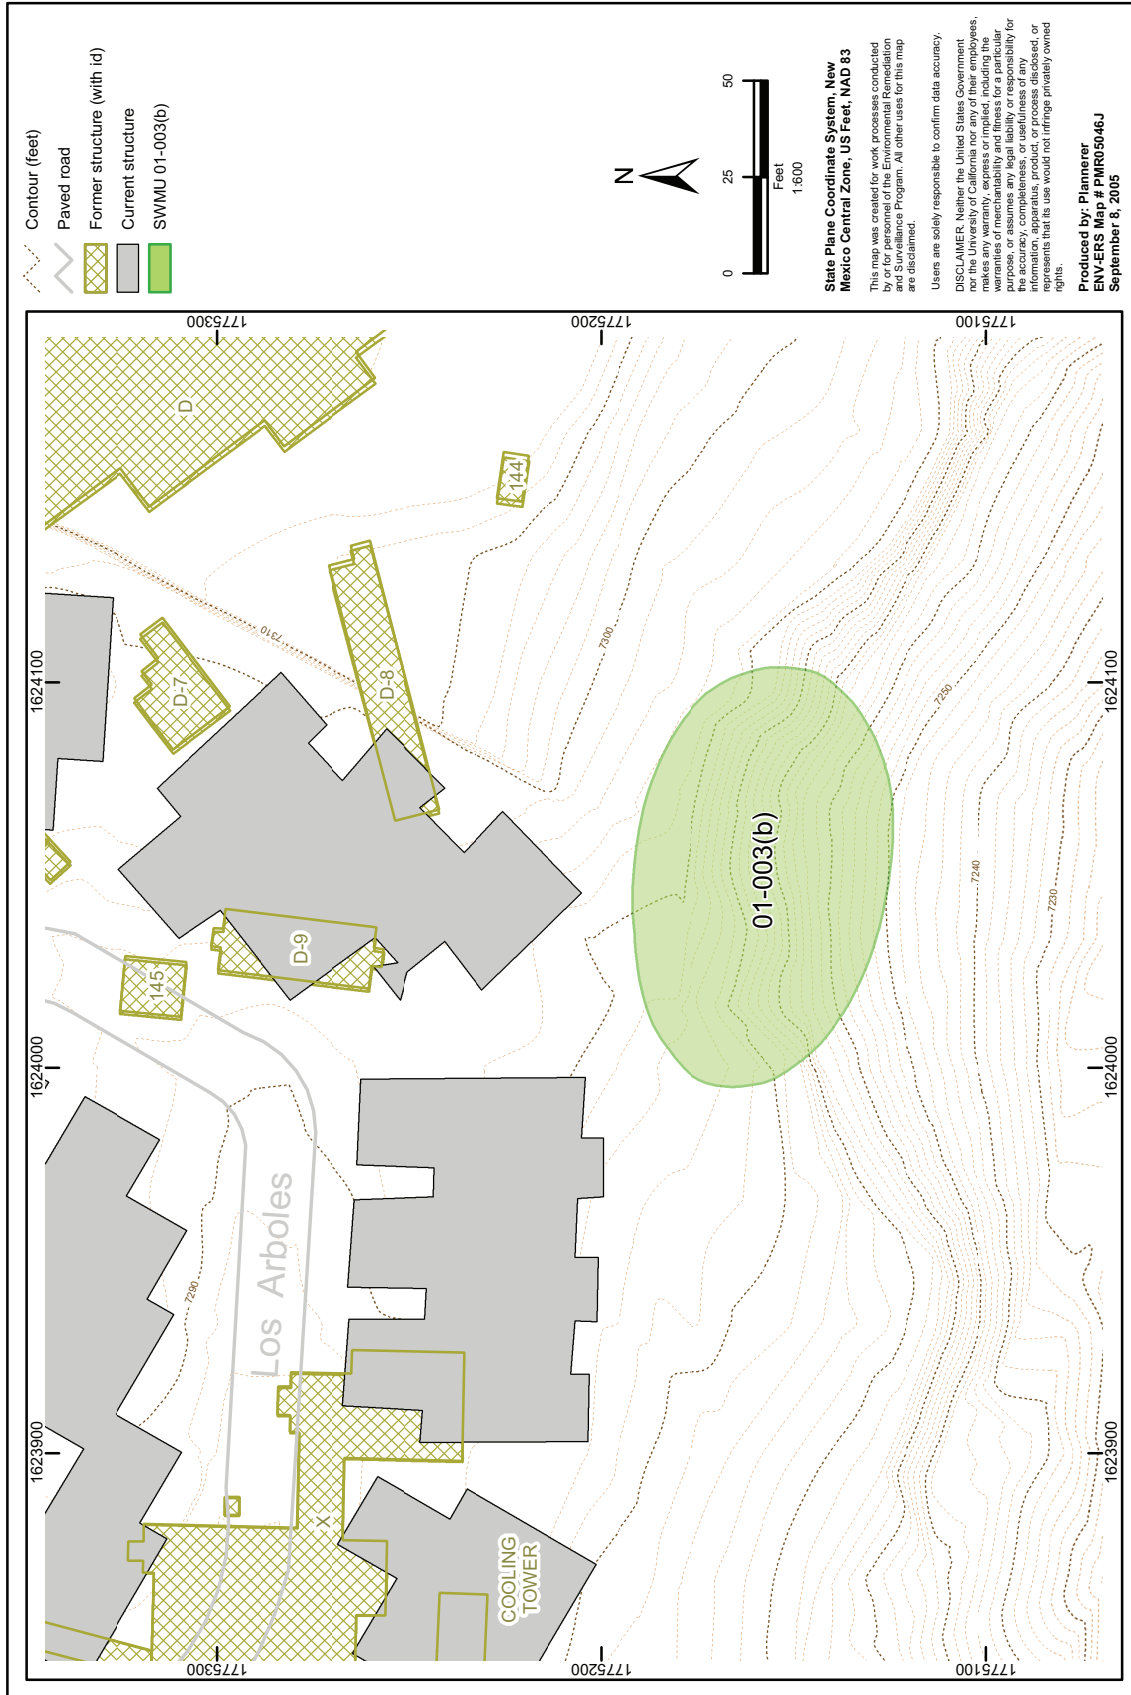 Contour (feet)
Paved road
Former structure (with id)
Current structure
SWMU 01-003(b)
N
0 25 50
Feet
1:600
State Plane Coordinate System, New
Mexico Central Zone, US Feet, NAD 83
This map was created for work processes conducted
by or for personnel of the Environmental Remediation
and Surveillance Program. All other uses for this map
are disclaimed.
Users are solely responsible to confirm data accuracy.
DISCLAIMER: Neither the United States Government
nor the University of California nor any of their employees,
makes any warranty, express or implied, including the
warranties of merchantability and fitness for a particular
purpose, or assumes any legal liability or responsibility for
the accuracy, completeness, or usefulness of any
information, apparatus, product, or process disclosed, or
represents that its use would not infringe privately owned
rights.
Produced by: Plannerer
ENV-ERS Map # PMR05046J
September 8, 2005
1623900
1624000
1624100
1775300
1775200
1775100
1775300
1775200
1775100
1623900
1624000
1624100
D
D-7
7310
D-8
144
7300
145
D-9
Los Arboles
7290
X
COOLING
TOWER
01-003(b)
7250
7240
7230